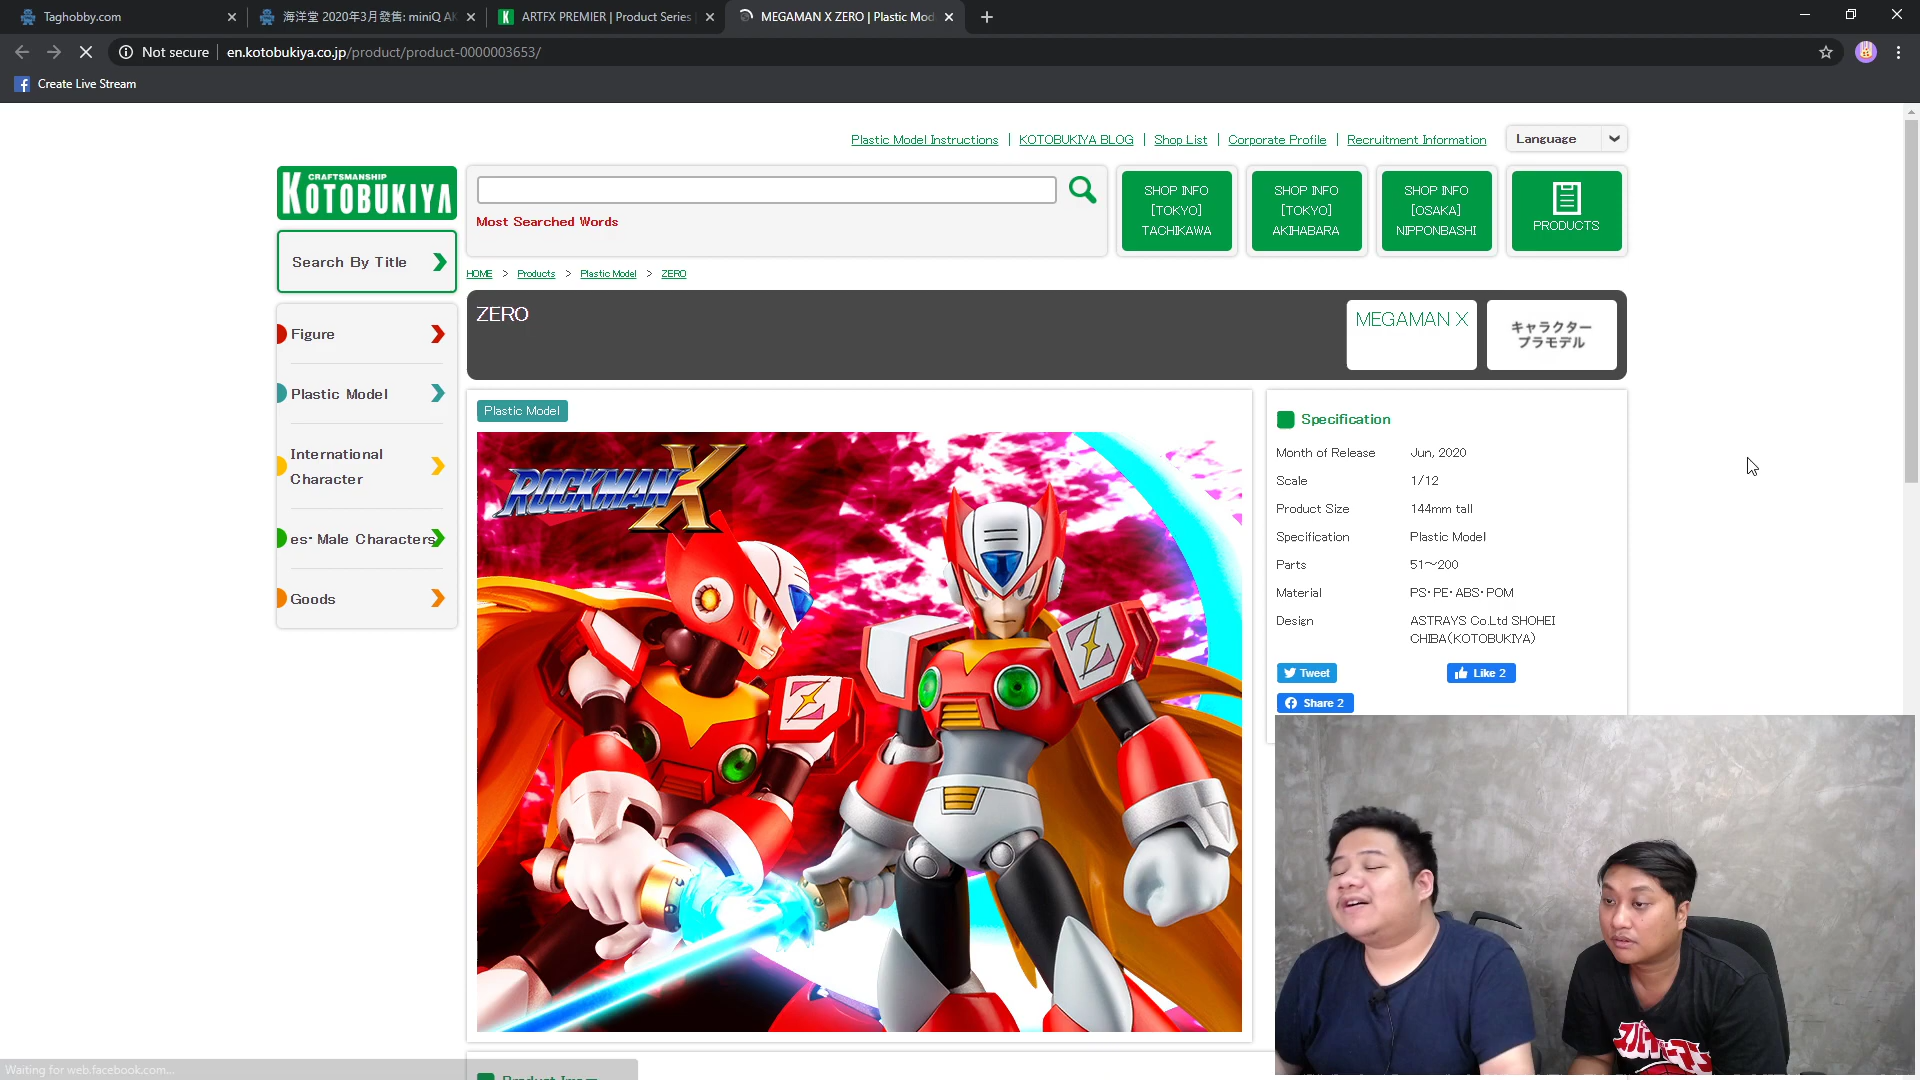 Taghobby.com
海洋堂 2020年3月發售: miniQ AK
ARTFX PREMIER | Product Series
MEGAMAN X ZERO | Plastic Mod
Not secure
en.kotobukiya.co.jp/product/product-0000003653/
Create Live Stream
Plastic Model Instructions | KOTOBUKIYA BLOG | Shop List | Corporate Profile | Recruitment Information
Language
CRAFTSMANSHIP
KOTOBUKIYA
Most Searched Words
SHOP INFO
[TOKYO]
TACHIKAWA
SHOP INFO
[TOKYO]
AKIHABARA
SHOP INFO
[OSAKA]
NIPPONBASHI
PRODUCTS
Search By Title
Figure
Plastic Model
International
Character
es・Male Characters
Goods
HOME > Products > Plastic Model > ZERO
ZERO
MEGAMAN X
キャラクター
プラモデル
Plastic Model
ROCKMAN X
Specification
Month of Release Jun, 2020
Scale 1/12
Product Size 144mm tall
Specification Plastic Model
Parts 51～200
Material PS・PE・ABS・POM
Design ASTRAYS Co.Ltd SHOHEI
CHIBA(KOTOBUKIYA)
Tweet
Like 2
Share 2
Waiting for web.facebook.com...